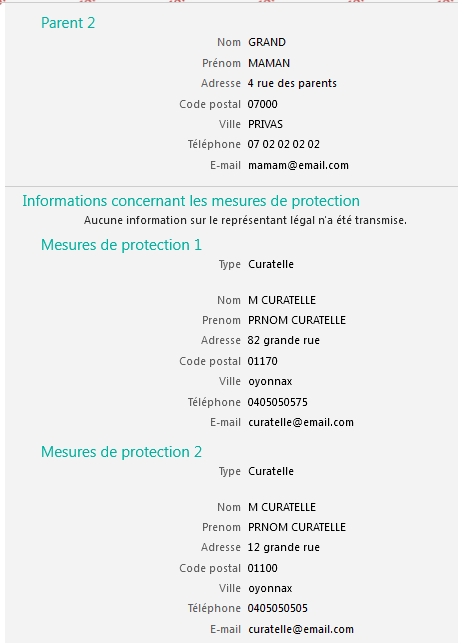 Parent 2
Nom GRAND
Prénom MAMAN
Adresse 4 rue des parents
Code postal 07000
Ville PRIVAS
Téléphone 07 02 02 02 02
E-mail mamam@email.com
Informations concernant les mesures de protection
Aucune information sur le représentant légal n'a été transmise.
Mesures de protection 1
Type Curatelle
Nom M CURATELLE
Prenom PRNOM CURATELLE
Adresse 82 grande rue
Code postal 01170
Ville oyonnax
Téléphone 0405050575
E-mail curatelle@email.com
Mesures de protection 2
Type Curatelle
Nom M CURATELLE
Prenom PRNOM CURATELLE
Adresse 12 grande rue
Code postal 01100
Ville oyonnax
Téléphone 0405050505
E-mail curatelle@email.com